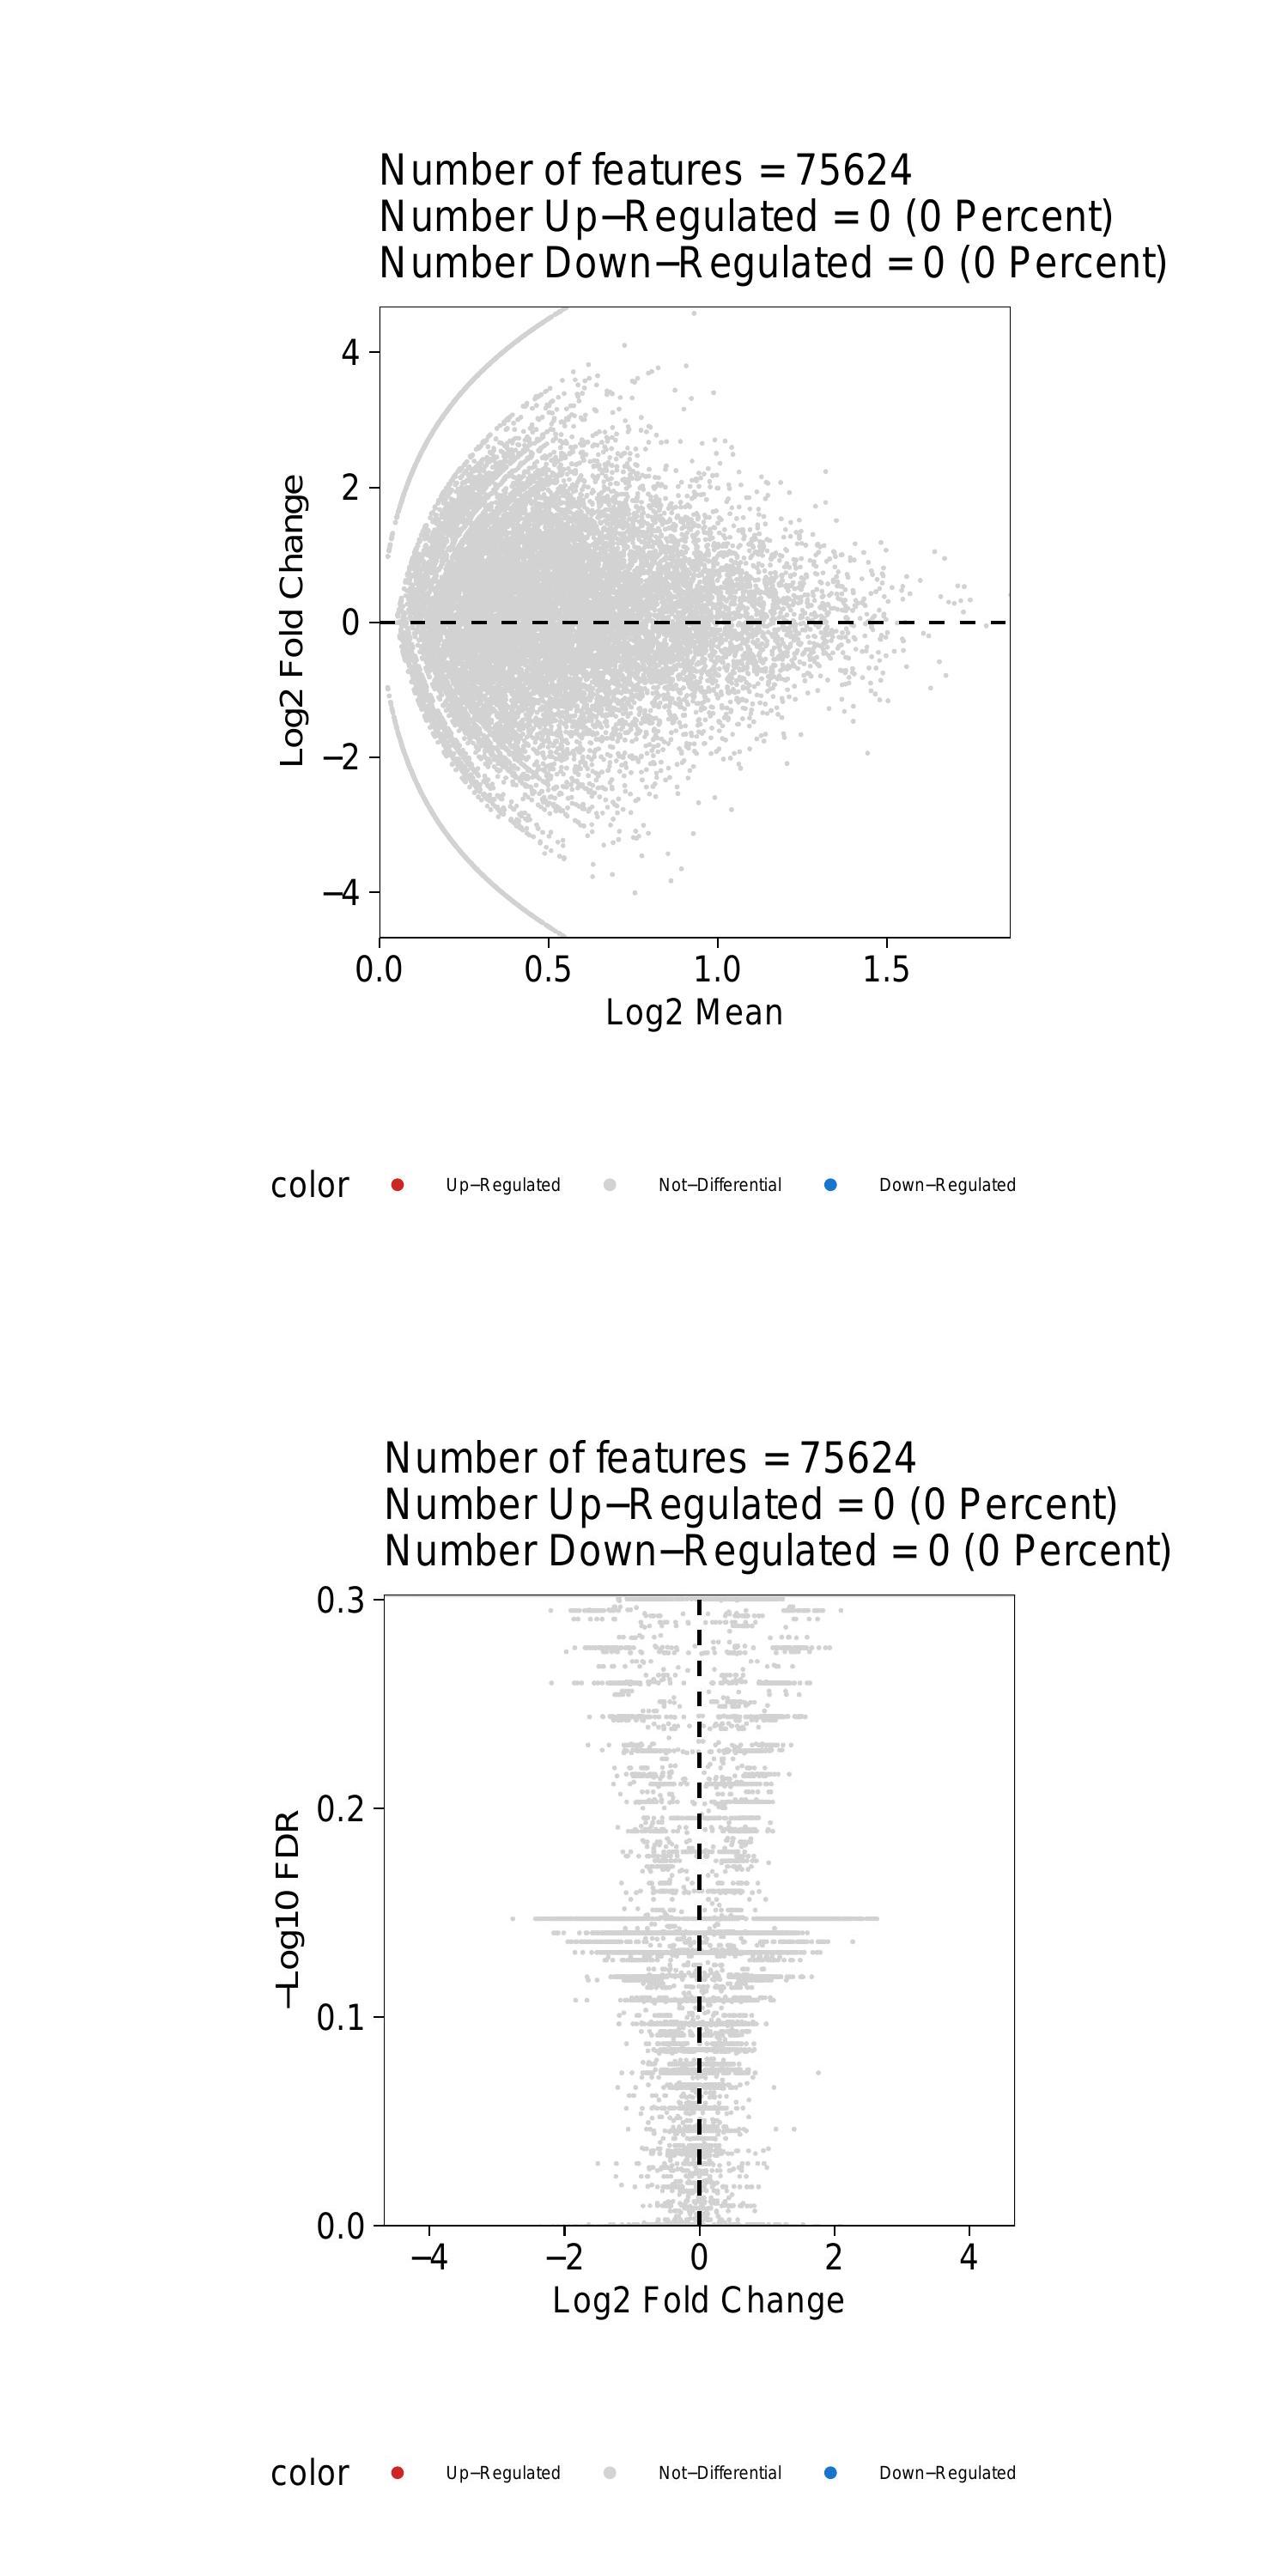 Number of features = 75624
Number Up−Regulated = 0 (0 Percent)
Number Down−Regulated = 0 (0 Percent)
4
2
0
−2
−4
Log2 Fold Change
0.0 0.5 1.0 1.5
Log2 Mean
color Up−Regulated Not−Differential Down−Regulated
Number of features = 75624
Number Up−Regulated = 0 (0 Percent)
Number Down−Regulated = 0 (0 Percent)
0.3
0.2
0.1
0.0
−Log10 FDR
−4 −2 0 2 4
Log2 Fold Change
color Up−Regulated Not−Differential Down−Regulated